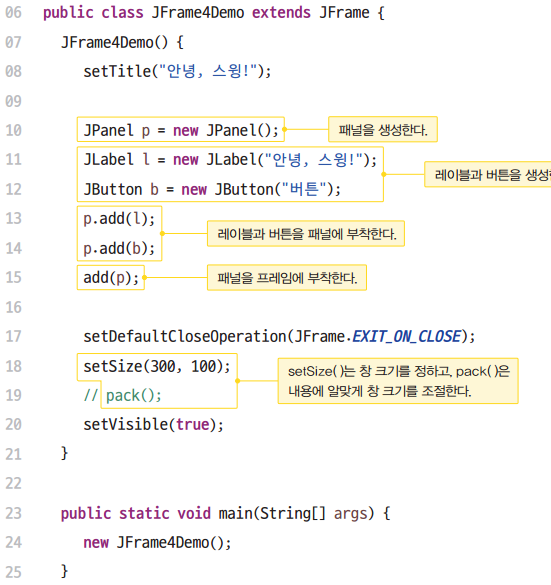 06 public class JFrame4Demo extends JFrame {
07 JFrame4Demo() {
08 setTitle("안녕, 스윙!");
09
10 JPanel p = new JPanel(); 패널을 생성한다.
11 JLabel l = new JLabel("안녕, 스윙!");
레이블과 버튼을
12 JButton b = new JButton("버튼");
13 p.add(l);
레이블과 버튼을 패널에 부착한다.
14 p.add(b);
15 add(p); 패널을 프레임에 부착한다.
16
17 setDefaultCloseOperation(JFrame.EXIT_ON_CLOSE);
18 setSize(300, 100); setSize()는 창 크기를 정하고, pack()은
19 // pack(); 내용에 알맞게 창 크기를 조절한다.
20 setVisible(true);
21 }
22
23 public static void main(String[] args) {
24 new JFrame4Demo();
25 }